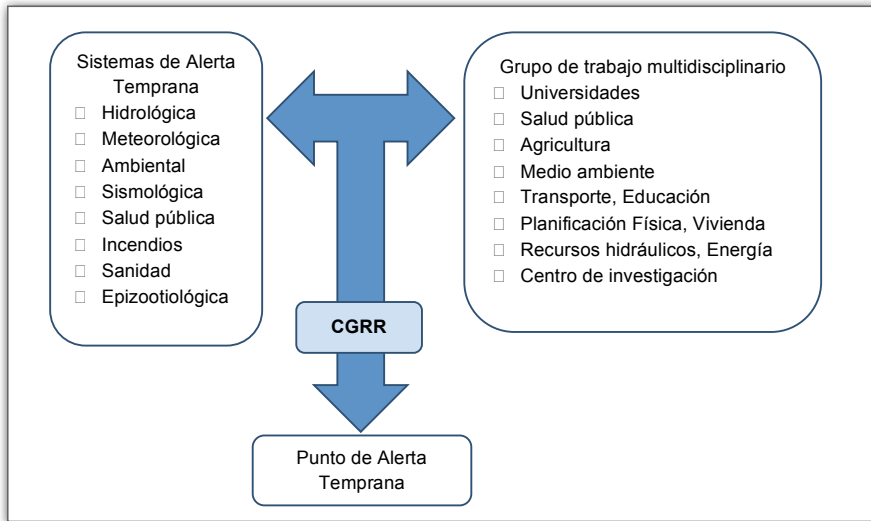 Sistemas de Alerta
Temprana
Hidrológica
Meteorológica
Ambiental
Sismológica
Salud pública
Incendios
Sanidad
Epizootiológica
Grupo de trabajo multidisciplinario
Universidades
Salud pública
Agricultura
Medio ambiente
Transporte, Educación
Planificación Física, Vivienda
Recursos hidráulicos, Energía
Centro de investigación
CGRR
Punto de Alerta
Temprana